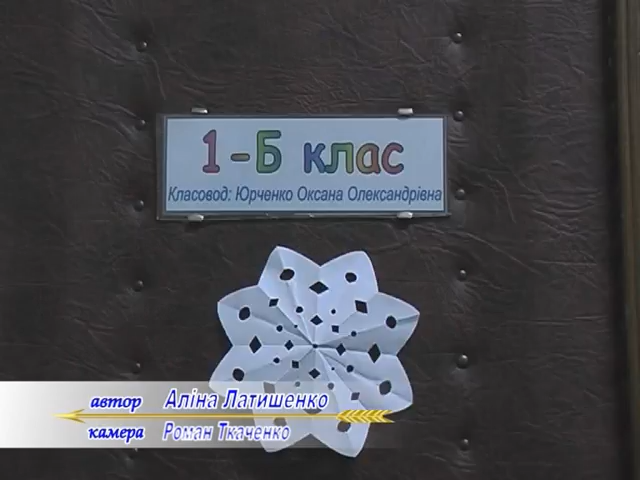 1-Б клас
Класовод: Юрченко Оксана Олександрівна
автор Аліна Латишенко
камера Роман Ткаченко